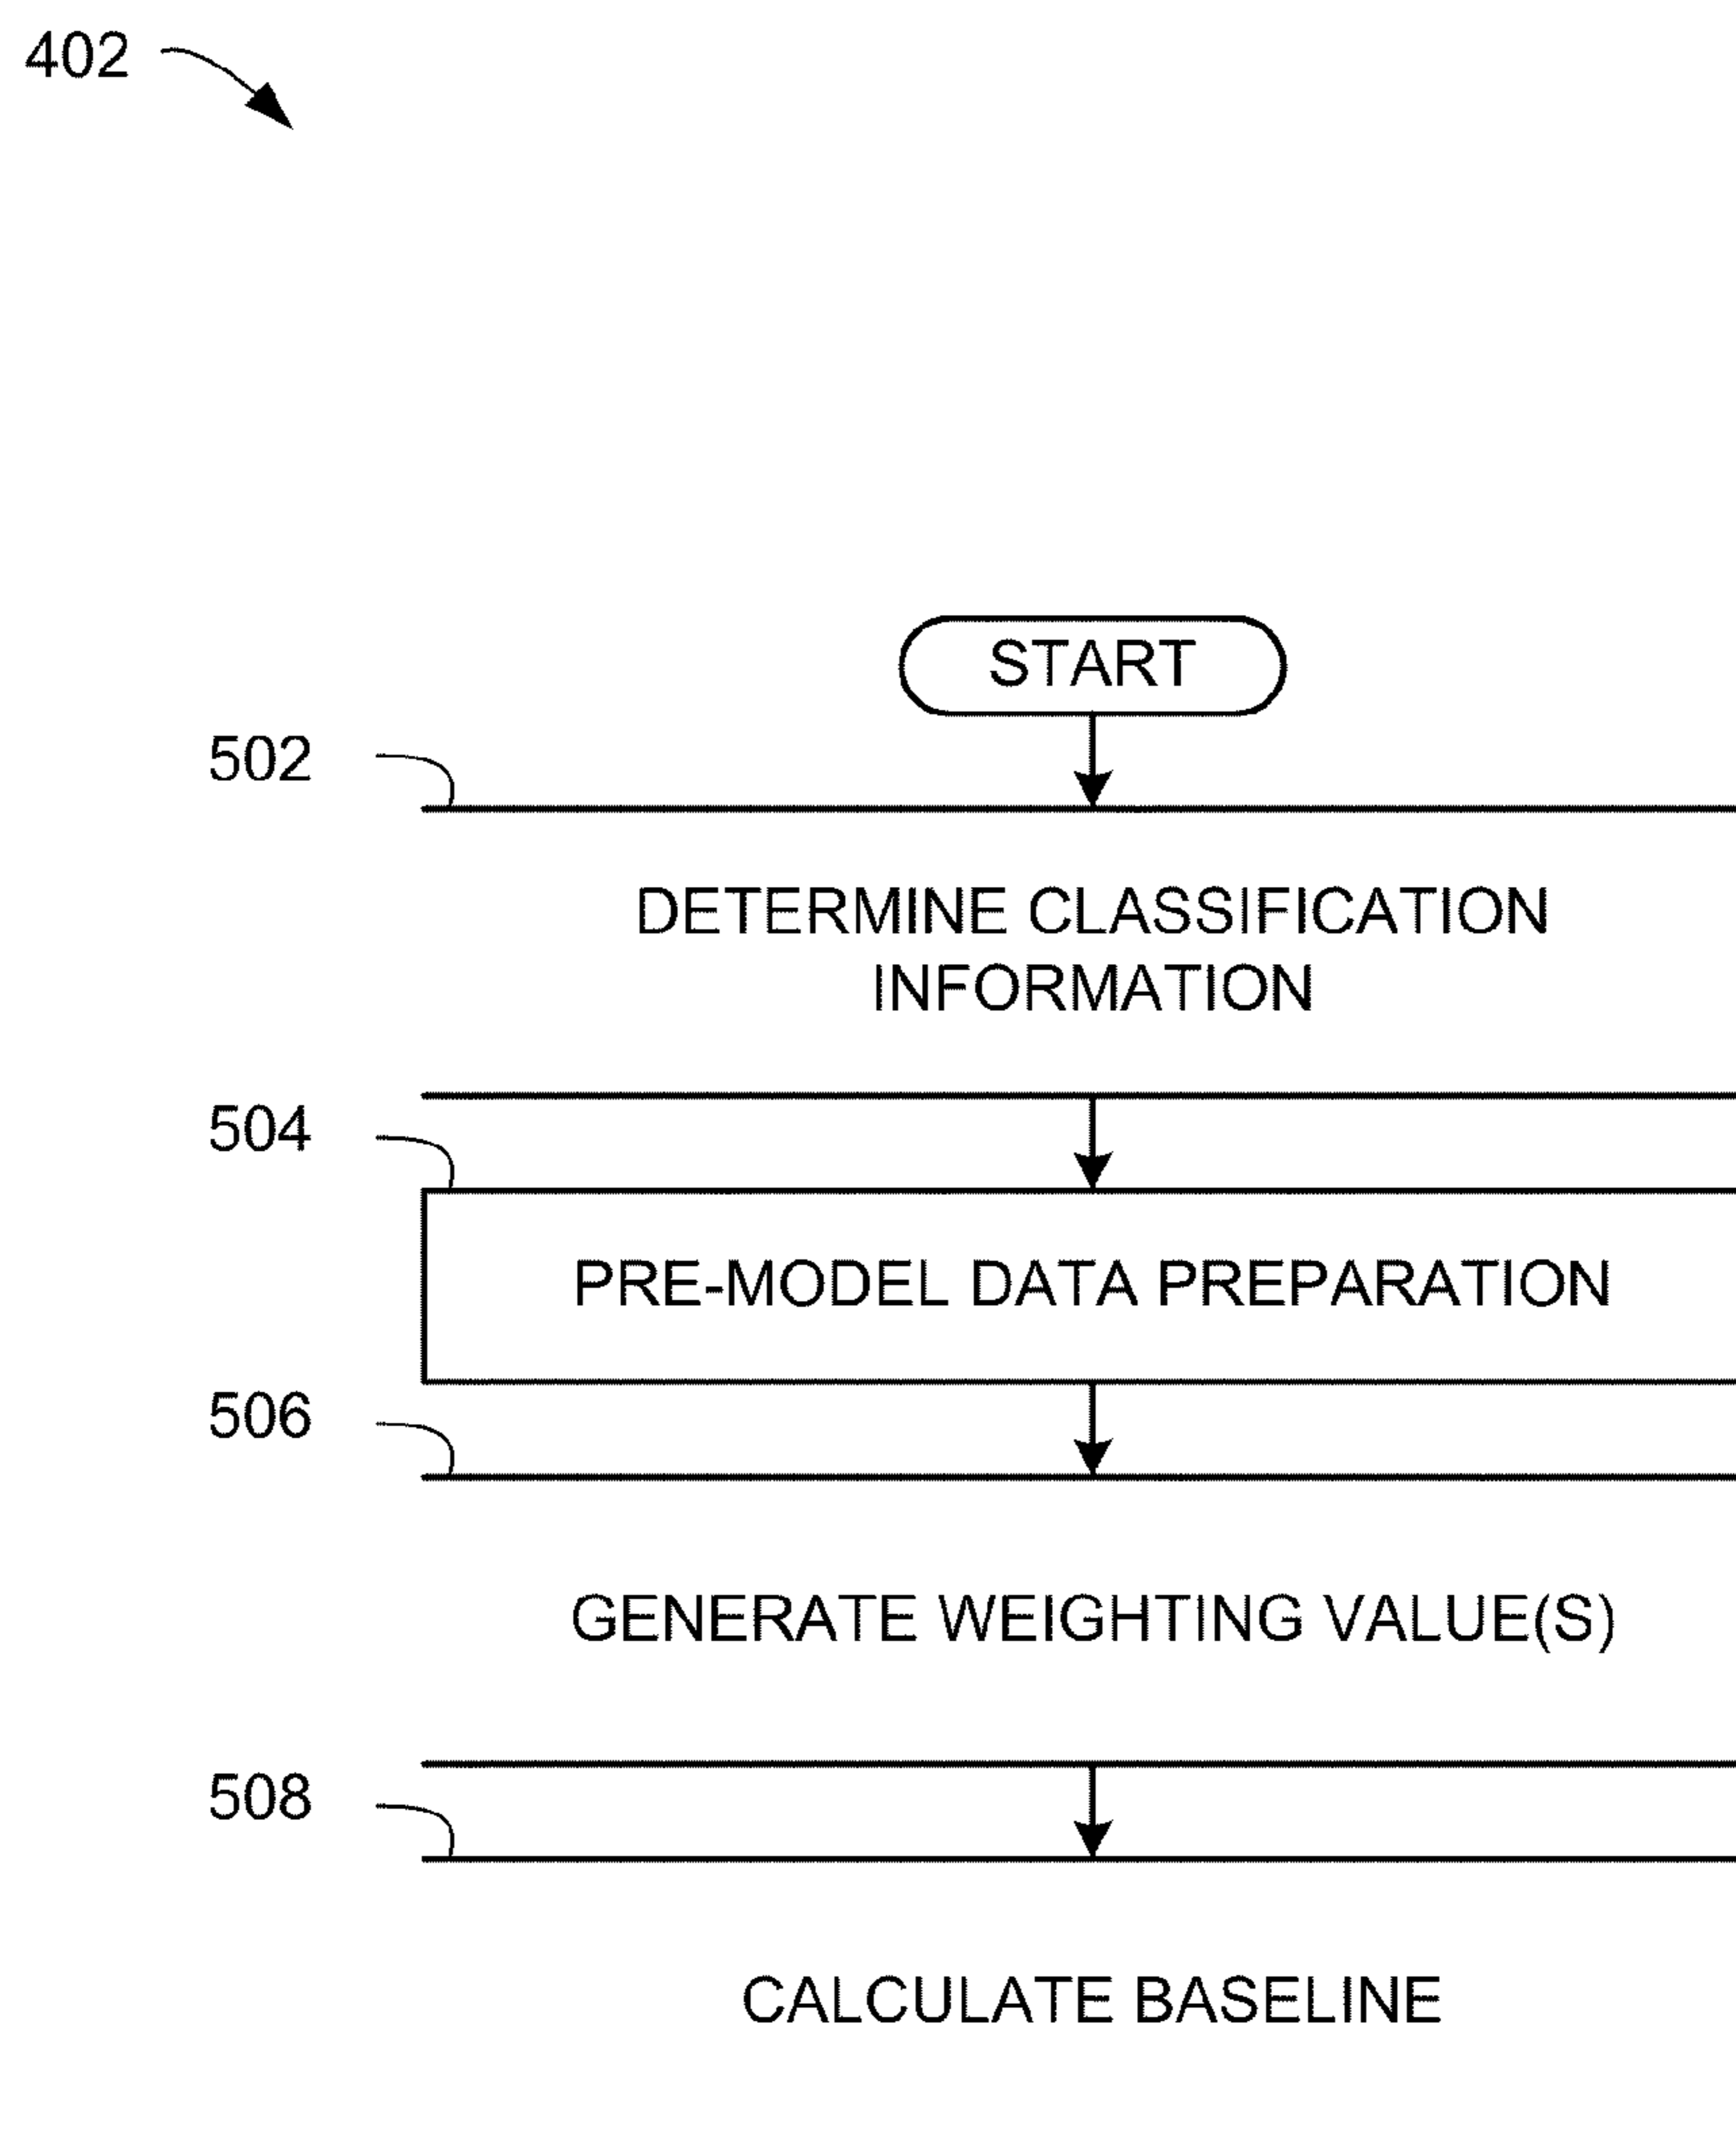 402
START
502
DETERMINE CLASSIFICATION
INFORMATION
504
PRE-MODEL DATA PREPARATION
506
GENERATE WEIGHTING VALUE(S)
508
CALCULATE BASELINE